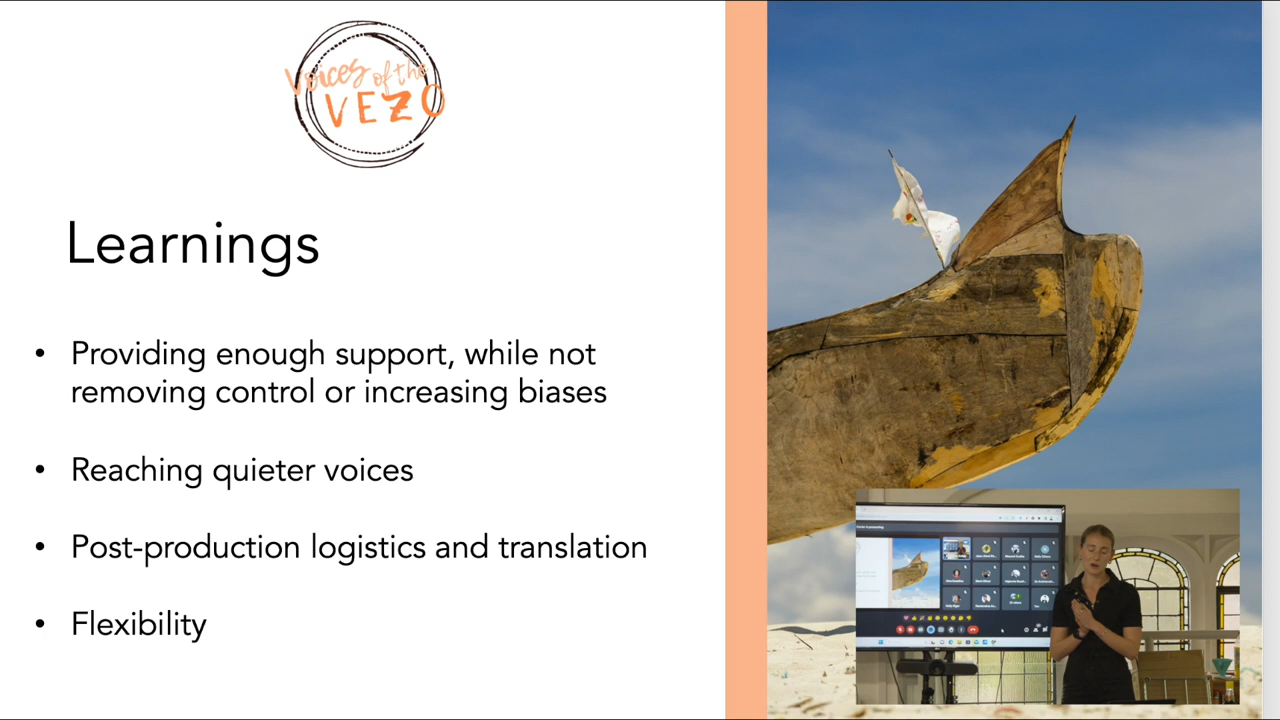 Voices of the
VEZO
Learnings
• Providing enough support, while not
removing control or increasing biases
• Reaching quieter voices
• Post-production logistics and translation
• Flexibility